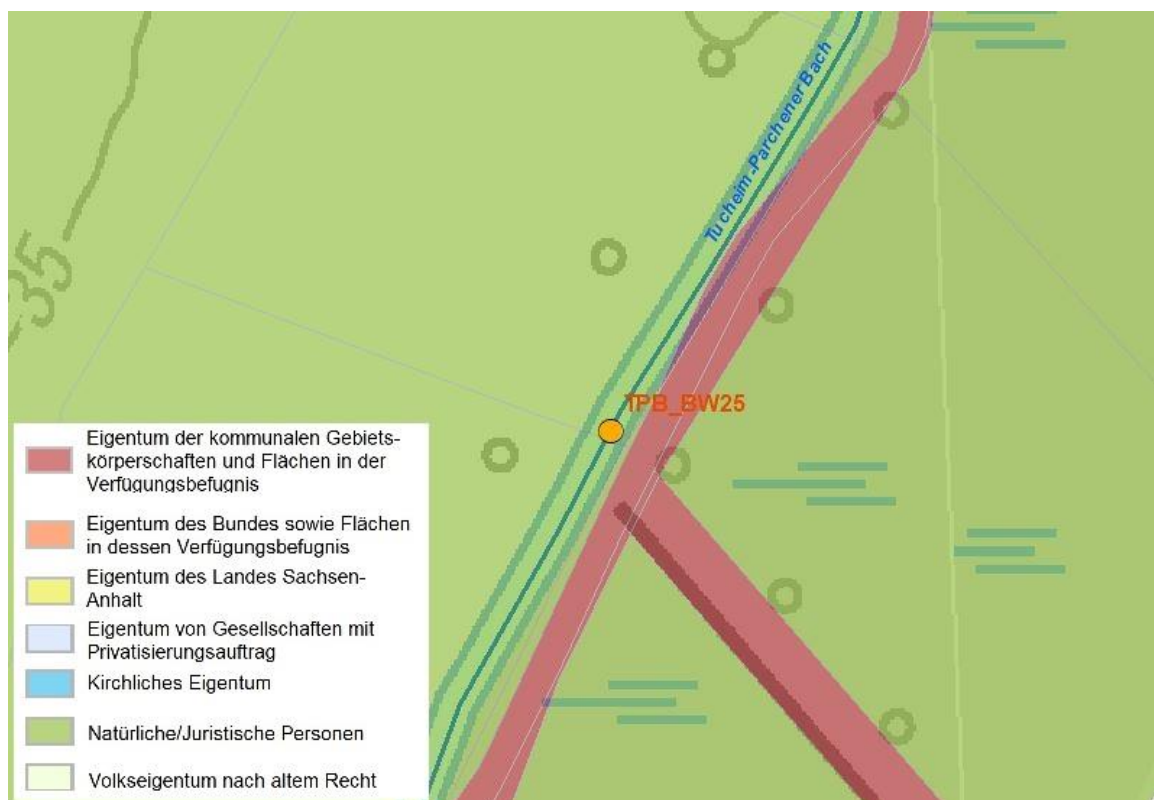 Tucheim-Parchener Bach
35
TPB_BW25
Eigentum der kommunalen Gebiets-
körperschaften und Flächen in der
Verfügungsbefugnis
Eigentum des Bundes sowie Flächen
in dessen Verfügungsbefugnis
Eigentum des Landes Sachsen-
Anhalt
Eigentum von Gesellschaften mit
Privatisierungsauftrag
Kirchliches Eigentum
Natürliche/Juristische Personen
Volkseigentum nach altem Recht